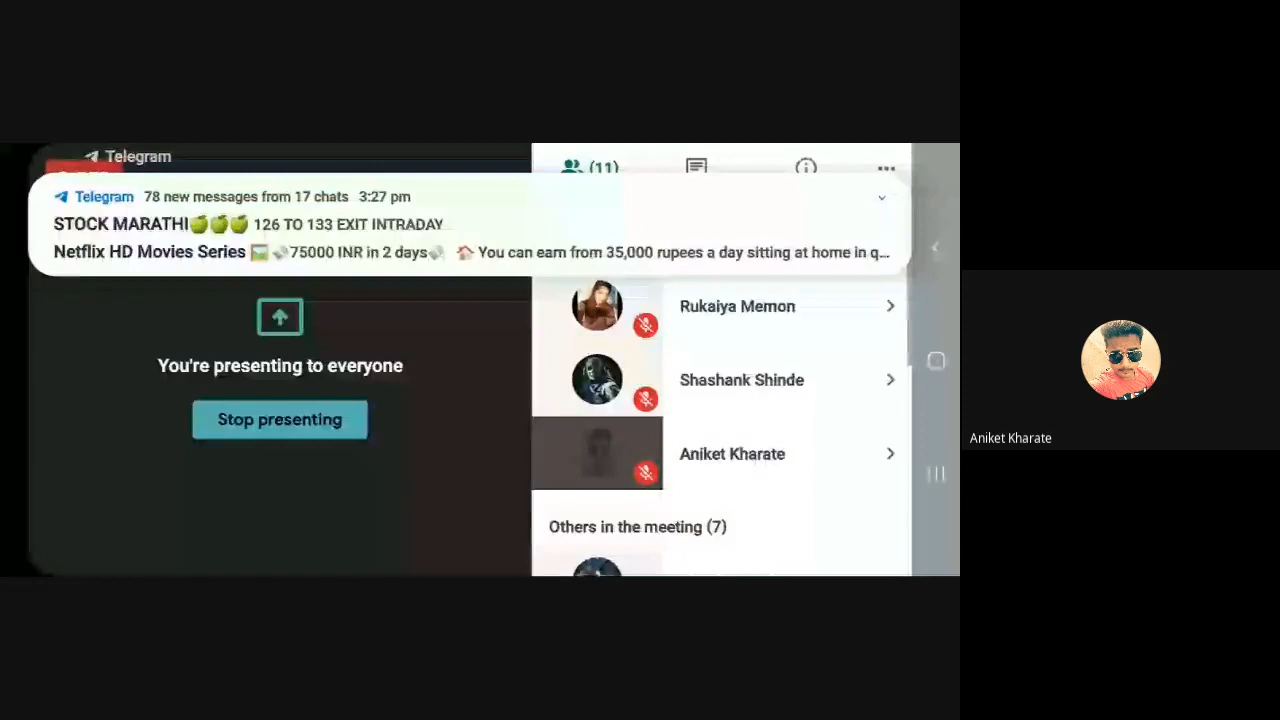 Telegram
(11)
Telegram 78 new messages from 17 chats 3:27 pm
STOCK MARATHI🍏🍏🍏 126 TO 133 EXIT INTRADAY
Netflix HD Movies Series 🖼️ 💸75000 INR in 2 days💸 🏠 You can earn from 35,000 rupees a day sitting at home in q...
You're presenting to everyone
Stop presenting
Rukaiya Memon
Shashank Shinde
Aniket Kharate
Others in the meeting (7)
Aniket Kharate